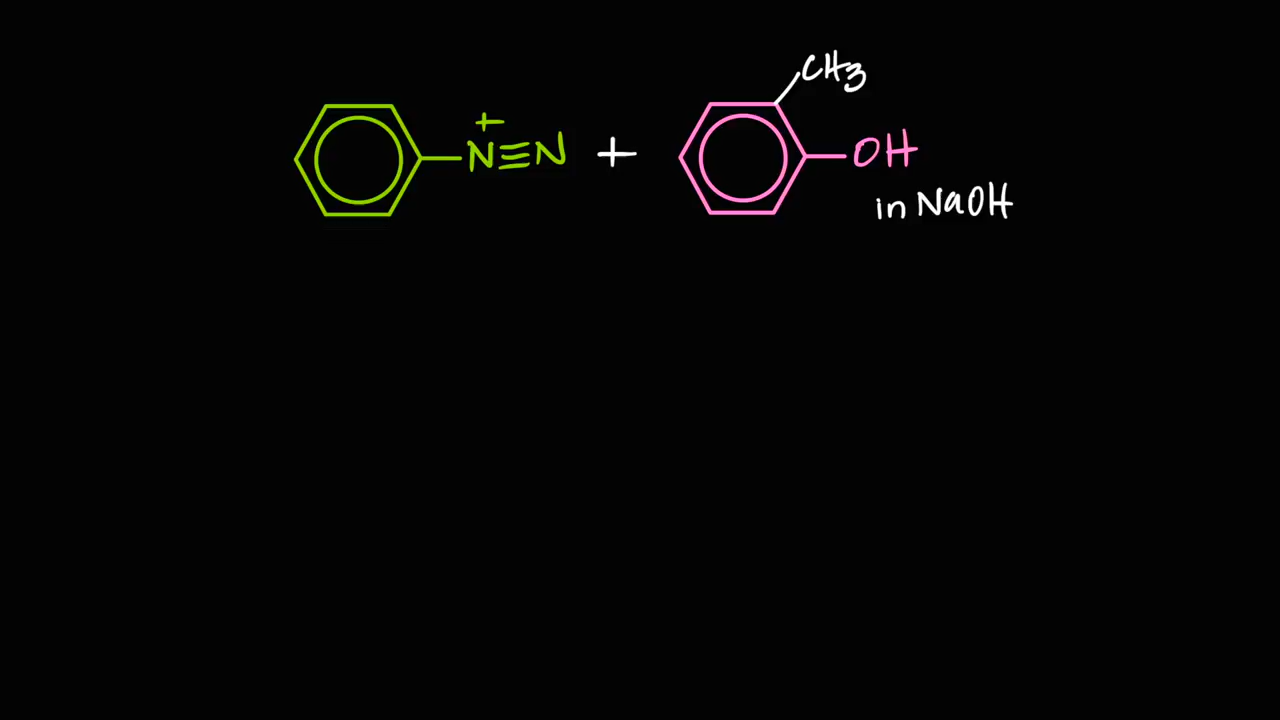 CH3
+
N≡N + OH
in NaOH